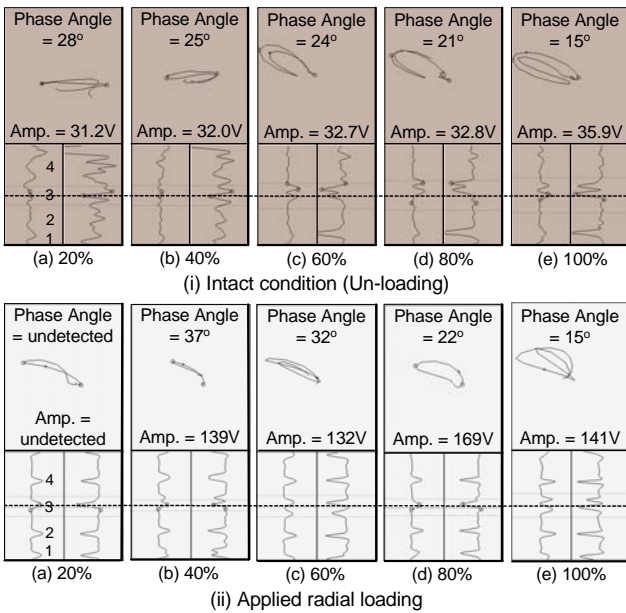 Phase Angle
= 28°
Phase Angle
= 25°
Phase Angle
= 24°
Phase Angle
= 21°
Phase Angle
= 15°
Amp. = 31.2V
Amp. = 32.0V
Amp. = 32.7V
Amp. = 32.8V
Amp. = 35.9V
4
3
2
1
(a) 20%
(b) 40%
(c) 60%
(d) 80%
(e) 100%
(i) Intact condition (Un-loading)
Phase Angle
= undetected
Phase Angle
= 37°
Phase Angle
= 32°
Phase Angle
= 22°
Phase Angle
= 15°
Amp. =
undetected
Amp. = 139V
Amp. = 132V
Amp. = 169V
Amp. = 141V
4
3
2
1
(a) 20%
(b) 40%
(c) 60%
(d) 80%
(e) 100%
(ii) Applied radial loading